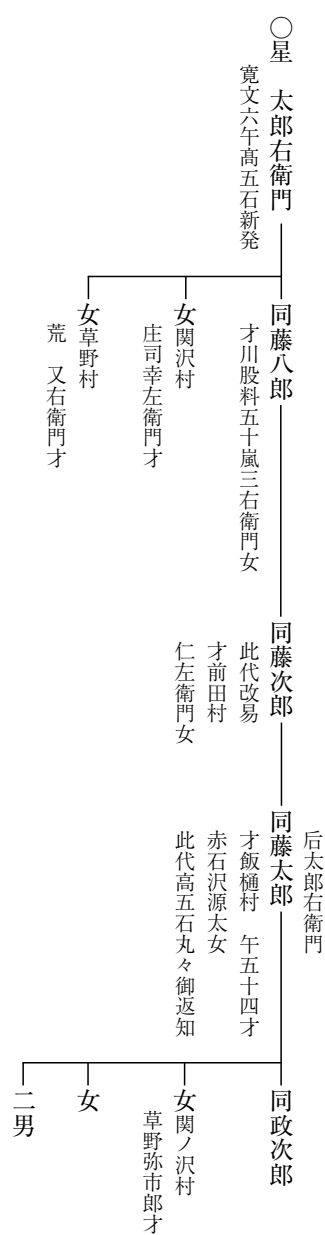 〇星　太郎右衛門
寛文六午髙五石新発
同藤八郎
才川股料五十嵐三右衛門女
女関沢村
庄司幸左衛門才
女草野村
荒　又右衛門才
同藤次郎
此代改易
才前田村
仁左衛門女
后太郎右衛門
同藤太郎
才飯樋村　午五十四才
赤石沢源太女
此代高五石丸々御返知
同政次郎
女関ノ沢村
草野弥市郎才
女
二男